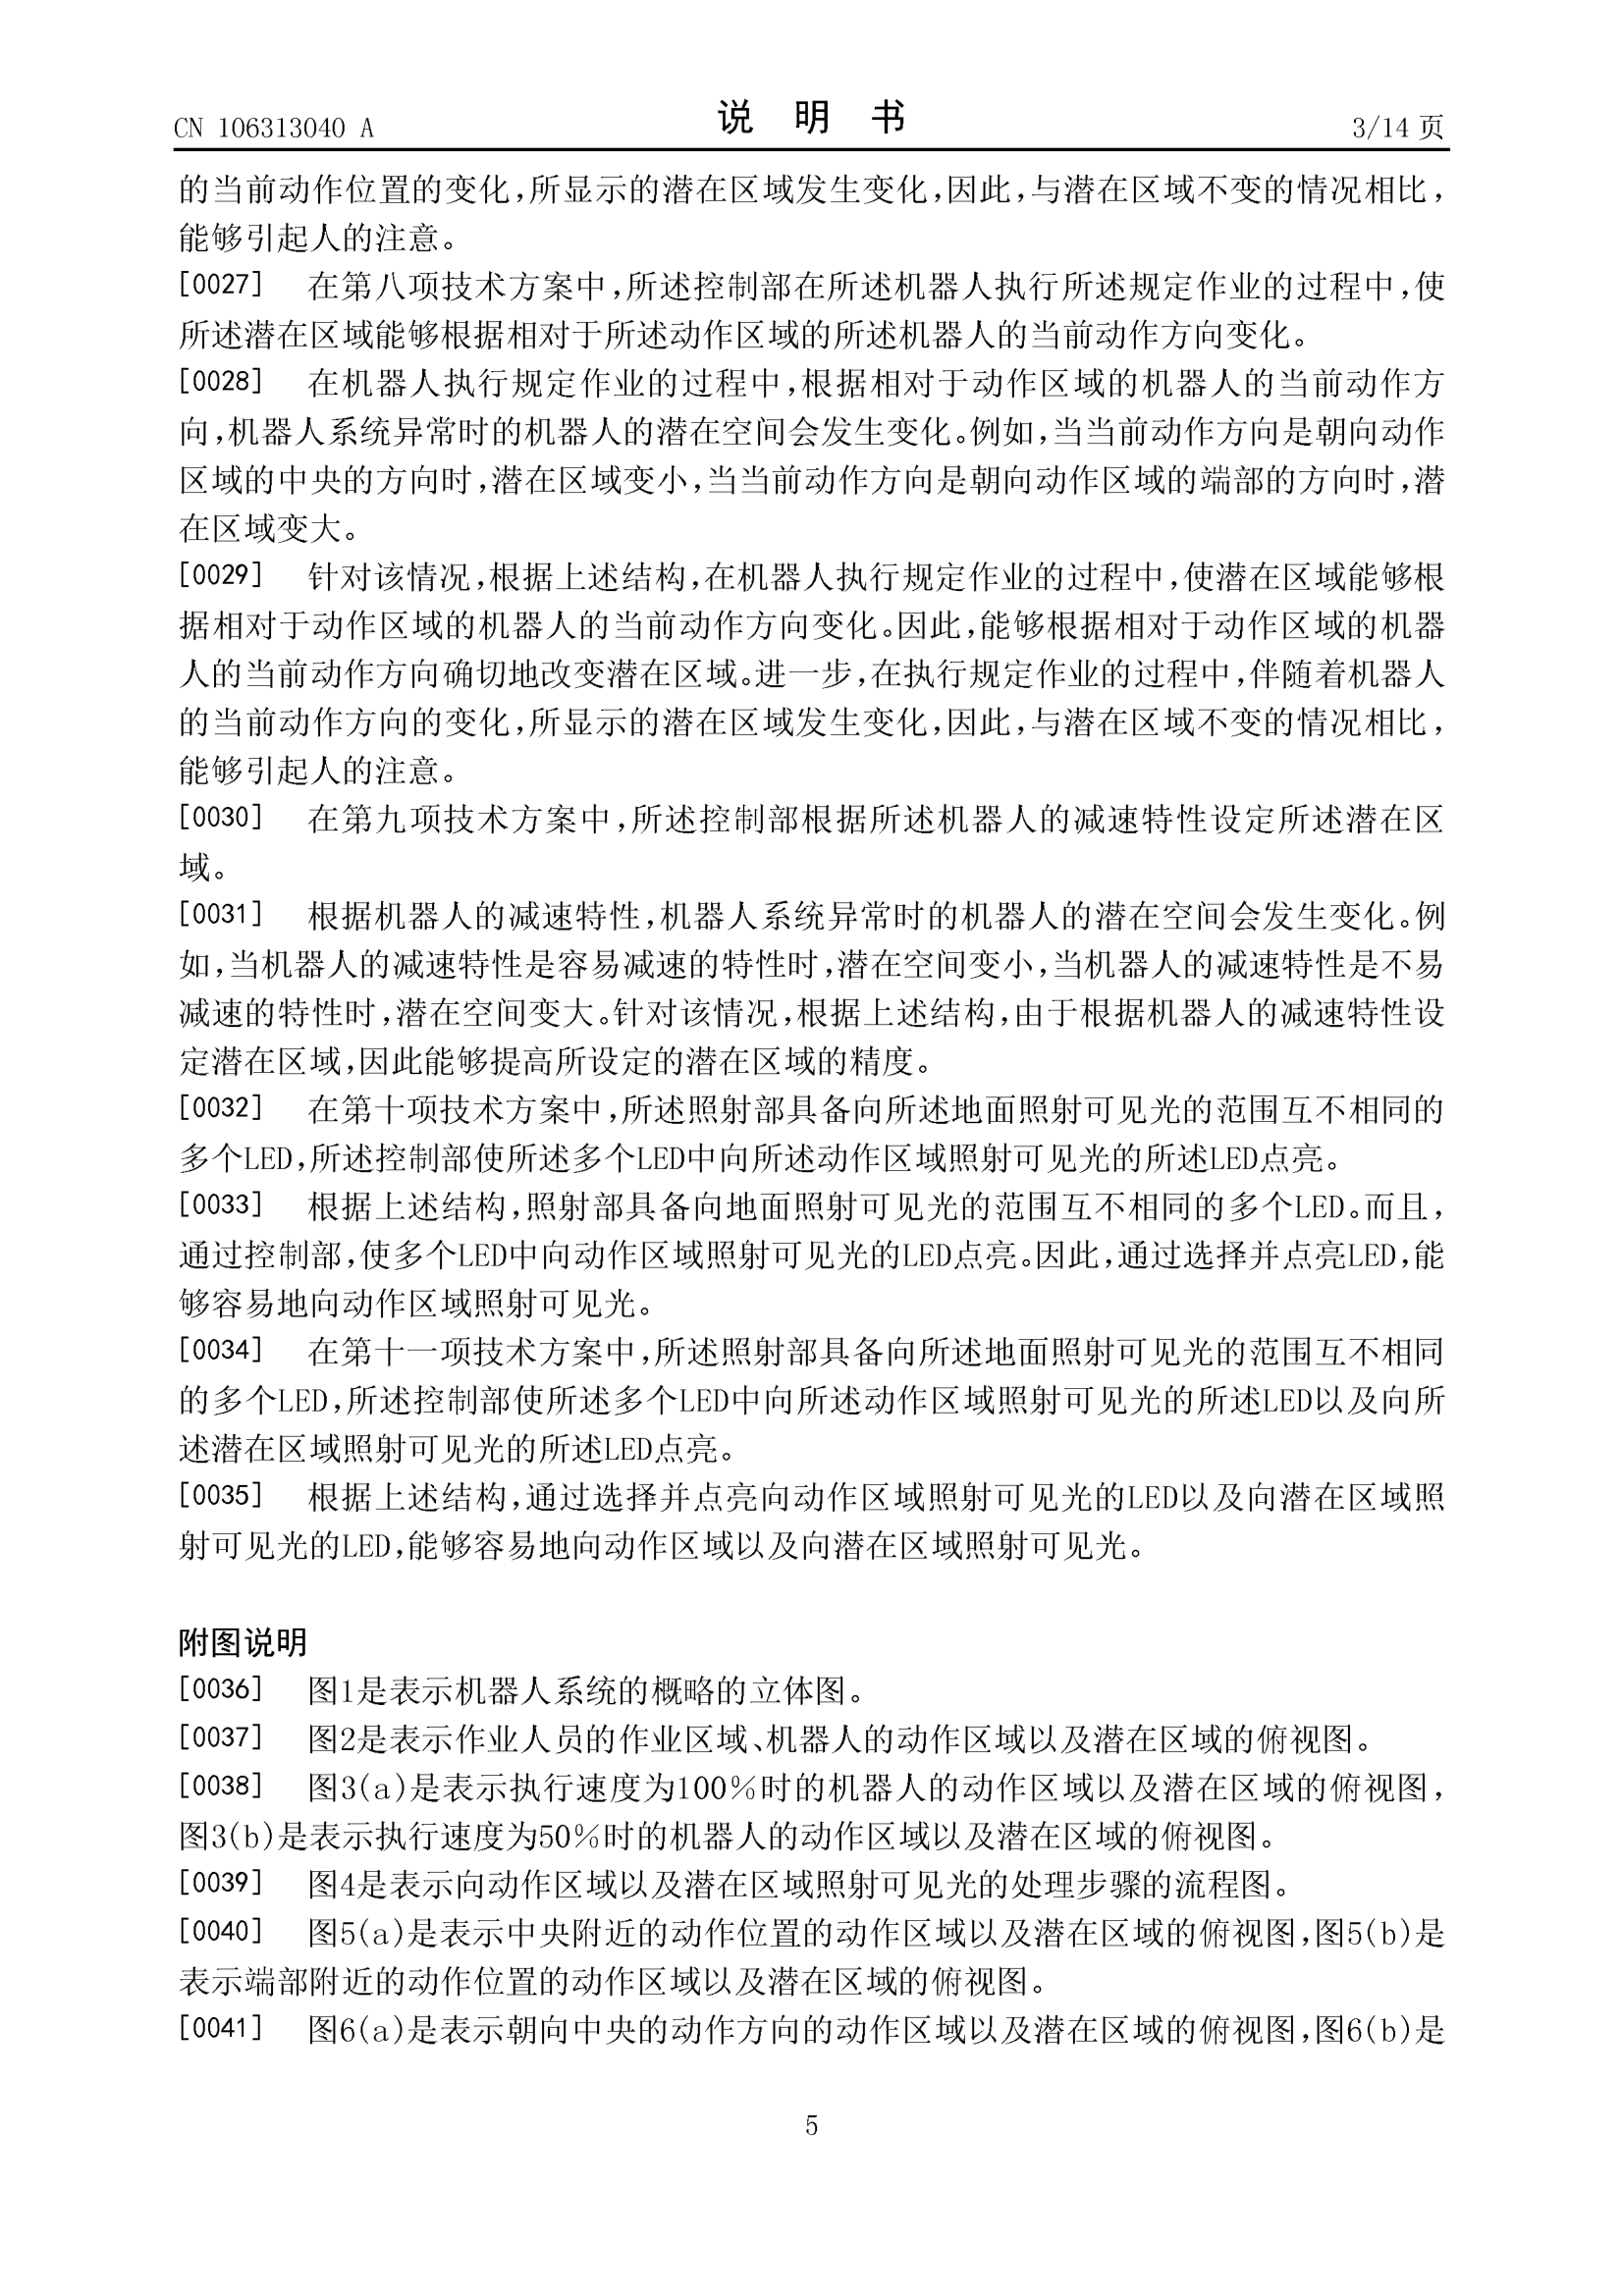 CN 106313040 A
说 明 书
3/14 页
的当前动作位置的变化,所显示的潜在区域发生变化,因此,与潜在区域不变的情况相比,
能够引起人的注意。
[0027] 在第八项技术方案中,所述控制部在所述机器人执行所述规定作业的过程中,使
所述潜在区域能够根据相对于所述动作区域的所述机器人的当前动作方向变化。
[0028] 在机器人执行规定作业的过程中,根据相对于动作区域的机器人的当前动作方
向,机器人系统异常时的机器人的潜在空间会发生变化。例如,当当前动作方向是朝向动作
区域的中央的方向时,潜在区域变小,当当前动作方向是朝向动作区域的端部的方向时,潜
在区域变大。
[0029] 针对该情况,根据上述结构,在机器人执行规定作业的过程中,使潜在区域能够根
据相对于动作区域的机器人的当前动作方向变化。因此,能够根据相对于动作区域的机器
人的当前动作方向确切地改变潜在区域。进一步,在执行规定作业的过程中,伴随着机器人
的当前动作方向的变化,所显示的潜在区域发生变化,因此,与潜在区域不变的情况相比,
能够引起人的注意。
[0030] 在第九项技术方案中,所述控制部根据所述机器人的减速特性设定所述潜在区
域。
[0031] 根据机器人的减速特性,机器人系统异常时的机器人的潜在空间会发生变化。例
如,当机器人的减速特性是容易减速的特性时,潜在空间变小,当机器人的减速特性是不易
减速的特性时,潜在空间变大。针对该情况,根据上述结构,由于根据机器人的减速特性设
定潜在区域,因此能够提高所设定的潜在区域的精度。
[0032] 在第十项技术方案中,所述照射部具备向所述地面照射可见光的范围互不相同的
多个LED,所述控制部使所述多个LED中向所述动作区域照射可见光的所述LED点亮。
[0033] 根据上述结构,照射部具备向地面照射可见光的范围互不相同的多个LED。而且,
通过控制部,使多个LED中向动作区域照射可见光的LED点亮。因此,通过选择并点亮LED,能
够容易地向动作区域照射可见光。
[0034] 在第十一项技术方案中,所述照射部具备向所述地面照射可见光的范围互不相同
的多个LED,所述控制部使所述多个LED中向所述动作区域照射可见光的所述LED以及向所
述潜在区域照射可见光的所述LED点亮。
[0035] 根据上述结构,通过选择并点亮向动作区域照射可见光的LED以及向潜在区域照
射可见光的LED,能够容易地向动作区域以及向潜在区域照射可见光。
附图说明
[0036] 图1是表示机器人系统的概略的立体图。
[0037] 图2是表示作业人员的作业区域、机器人的动作区域以及潜在区域的俯视图。
[0038] 图3(a)是表示执行速度为100%时的机器人的动作区域以及潜在区域的俯视图,
图3(b)是表示执行速度为50%时的机器人的动作区域以及潜在区域的俯视图。
[0039] 图4是表示向动作区域以及潜在区域照射可见光的处理步骤的流程图。
[0040] 图5(a)是表示中央附近的动作位置的动作区域以及潜在区域的俯视图,图5(b)是
表示端部附近的动作位置的动作区域以及潜在区域的俯视图。
[0041] 图6(a)是表示朝向中央的动作方向的动作区域以及潜在区域的俯视图,图6(b)是
5